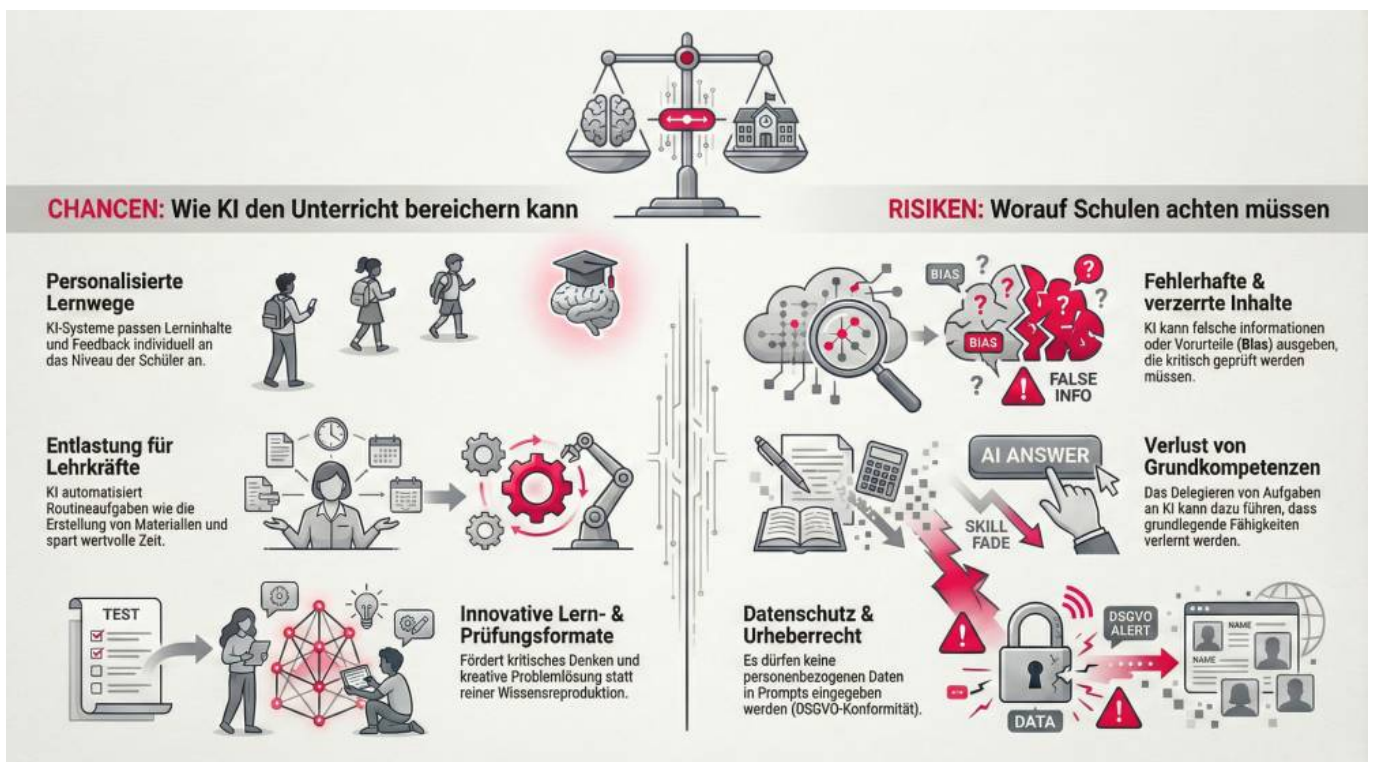 CHANCEN: Wie KI den Unterricht bereichern kann
Personalisierte
Lernwege
KI-Systeme passen Lerninhalte
und Feedback individuell an
das Niveau der Schüler an.
Entlastung für
Lehrkräfte
KI automatisiert
Routineaufgaben wie die
Erstellung von Materiallen und
spart wertvolle Zeit.
TEST
Innovative Lern- &
Prüfungsformate
Fördert kritisches Denken und
kreative Problemlösung statt
reiner Wissensreproduktion.
RISIKEN: Worauf Schulen achten müssen
BIAS
?
?
?
?
?
?
?
BIAS
?
!
FALSE
INFO
Fehlerhafte &
verzerrte Inhalte
KI kann falsche informationen
oder Vorurteile (Blas) ausgeben,
die kritisch geprüft werden
müssen.
AI ANSWER
SKILL
FADE
Verlust von
Grundkompetenzen
Das Delegieren von Aufgaben
an KI kann dazu führen, dass
grundlegende Fähigkeiten
verlernt werden.
Datenschutz &
Urheberrecht
Es dürfen keine
personenbezogenen Daten
in Prompts eingegeben
werden (DSGVO-Konformität).
!
DSGVO
ALERT
DATA
!
NAME
NAME